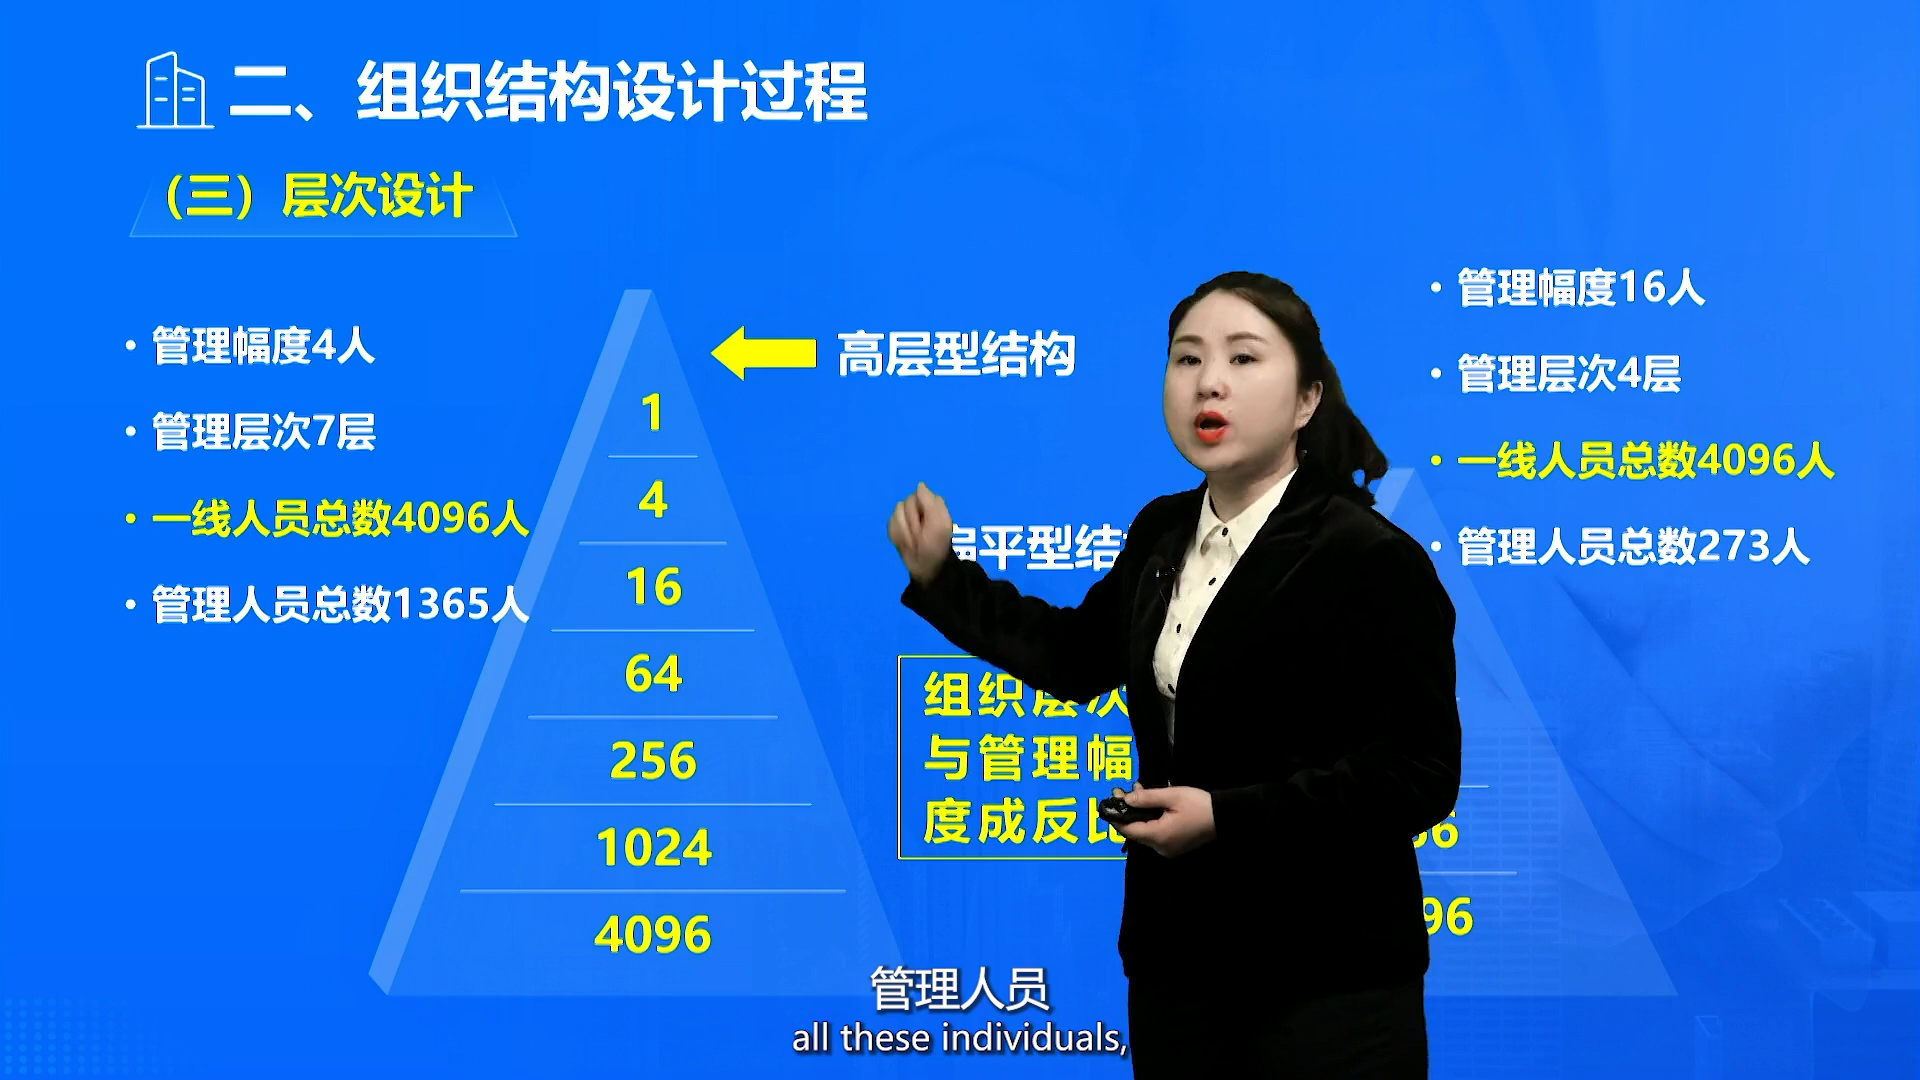 二、组织结构设计过程
（三）层次设计
• 管理幅度4人
• 管理层次7层
• 一线人员总数4096人
• 管理人员总数1365人
1
4
16
64
256
1024
4096
高层型结构
扁平型结
组织层次
与管理幅
度成反比
• 管理幅度16人
• 管理层次4层
• 一线人员总数4096人
• 管理人员总数273人
6
96
管理人员
all these individuals,